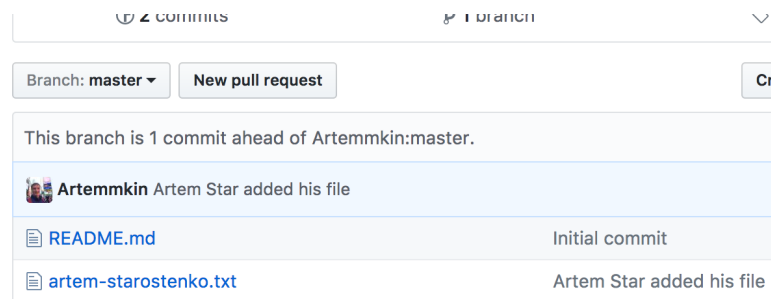 2 commits 1 branch
Branch: master New pull request Cr
This branch is 1 commit ahead of Artemmkin:master.
Artemmkin Artem Star added his file
README.md Initial commit
artem-starostenko.txt Artem Star added his file